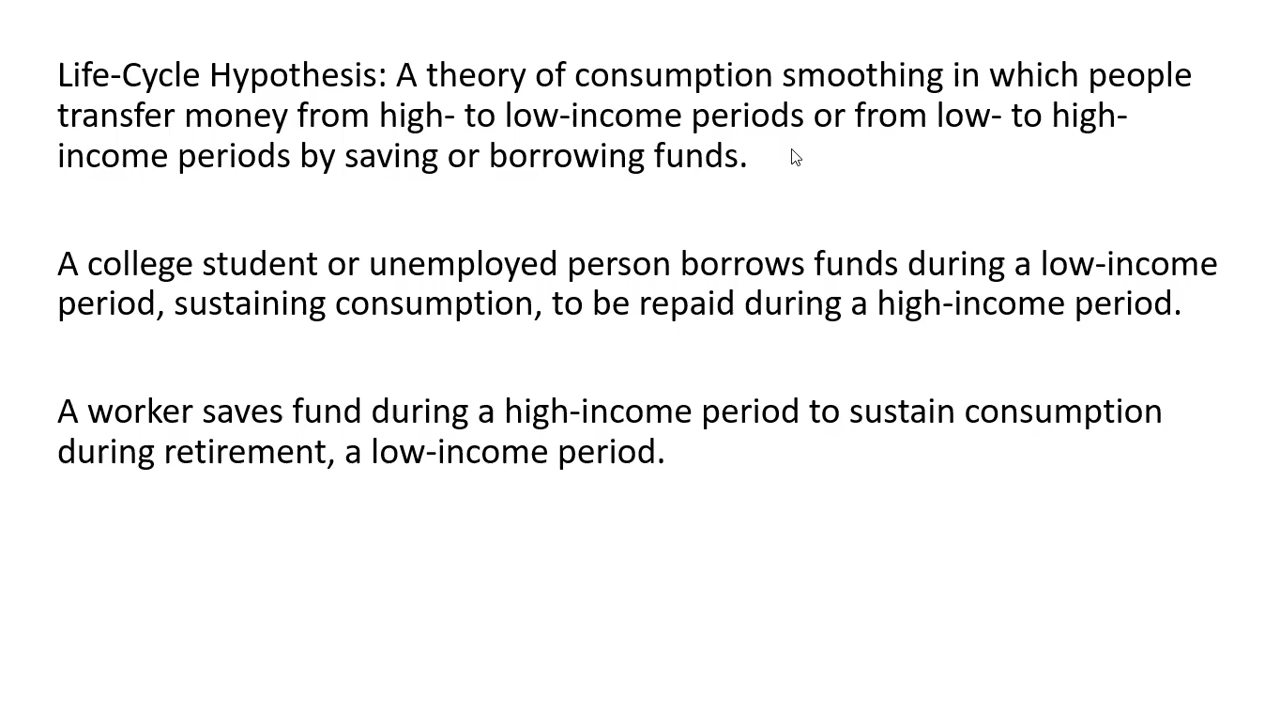 Life-Cycle Hypothesis: A theory of consumption smoothing in which people
transfer money from high- to low-income periods or from low- to high-
income periods by saving or borrowing funds.
A college student or unemployed person borrows funds during a low-income
period, sustaining consumption, to be repaid during a high-income period.
A worker saves fund during a high-income period to sustain consumption
during retirement, a low-income period.